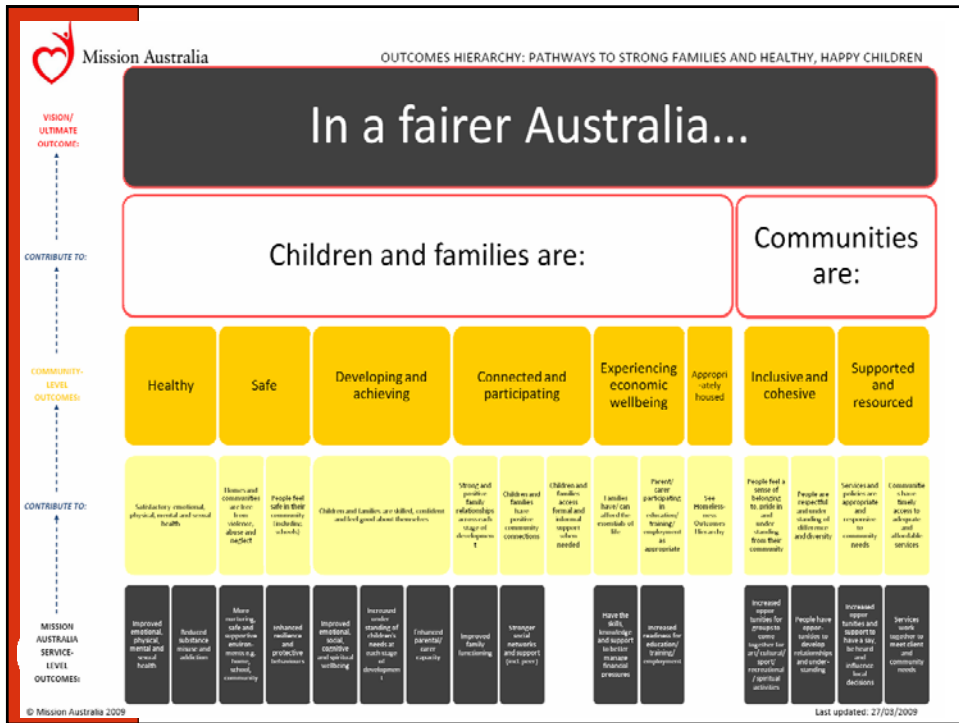 Mission Australia
OUTCOMES HIERARCHY: PATHWAYS TO STRONG FAMILIES AND HEALTHY, HAPPY CHILDREN
VISION/
ULTIMATE
OUTCOME:
In a fairer Australia...
CONTRIBUTE TO:
Children and families are:
Communities
are:
COMMUNITY-
LEVEL
OUTCOMES:
Healthy
Safe
Developing and
achieving
Connected and
participating
Experiencing
economic
wellbeing
Appropri
-ately
housed
Inclusive and
cohesive
Supported
and
resourced
CONTRIBUTE TO:
Satisfactory emotional,
physical, mental and sexual
health
Homes and
communities
are free
from
violence,
abuse and
neglect
People feel
safe in their
community
(including
schools)
Children and families are skilled, confident
and feel good about themselves
Strong and
positive
family
relationships
across each
stage of
developmen
t
Children
and families
have
positive
community
connections
Children and
families
access
formal and
informal
support
when
needed
Families
have/ can
afford the
essentials of
life
Parent/
carer
participating
in
education/
training/
employment
as
appropriate
See
Homeless-
ness
Outcomes
Hierarchy
People feel a
sense of
belonging
to, pride in
and
under
standing
from their
community
People are
respectful
and under
standing of
difference
and diversity
Services and
policies are
appropriate
and
responsive
to
community
needs
Communitie
s have
timely
access to
adequate
and
affordable
services
MISSION
AUSTRALIA
SERVICE-
LEVEL
OUTCOMES:
Improved
emotional,
physical,
mental and
sexual
health
Reduced
substance
misuse and
addiction
More
nurturing,
safe and
supportive
environ-
ments e.g.
home,
school,
community
Enhanced
resilience
and
protective
behaviours
Improved
emotional,
social,
cognitive
and spiritual
wellbeing
Increased
under
standing of
children's
needs at
each stage
of
developmen
t
Enhanced
parental/
carer
capacity
Improved
family
functioning
Stronger
social
networks
and support
(incl. peer)
Have the
skills,
knowledge
and support
to better
manage
financial
pressures
Increased
readiness for
education/
training/
employment
Increased
oppor
tunities for
groups to
come
together for
art/cultural/
sport/
recreational
/ spiritual
activities
People have
oppor-
tunities to
develop
relationships
and under-
standing
Increased
oppor
tunities and
support to
have a say,
be heard
and
influence
local
decisions
Services
work
together to
meet client
and
community
needs
© Mission Australia 2009
Last updated: 27/03/2009